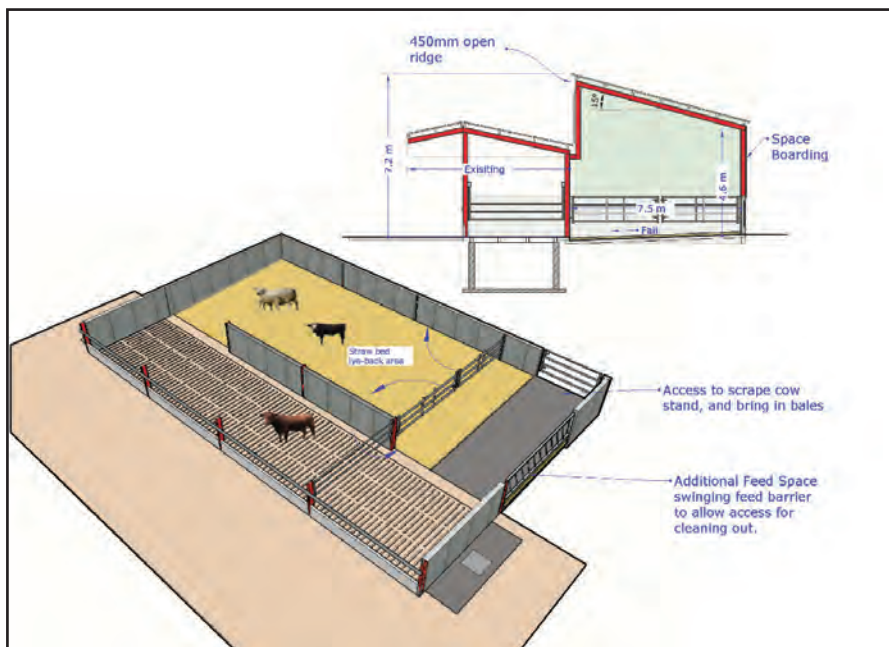 450mm open
ridge
15°
7.2 m
Exisiting
Space
Boarding
4.6 m
7.5 m
Fall
Straw bed
lye-back area
Access to scrape cow
stand, and bring in bales
Additional Feed Space
swinging feed barrier
to allow access for
cleaning out.